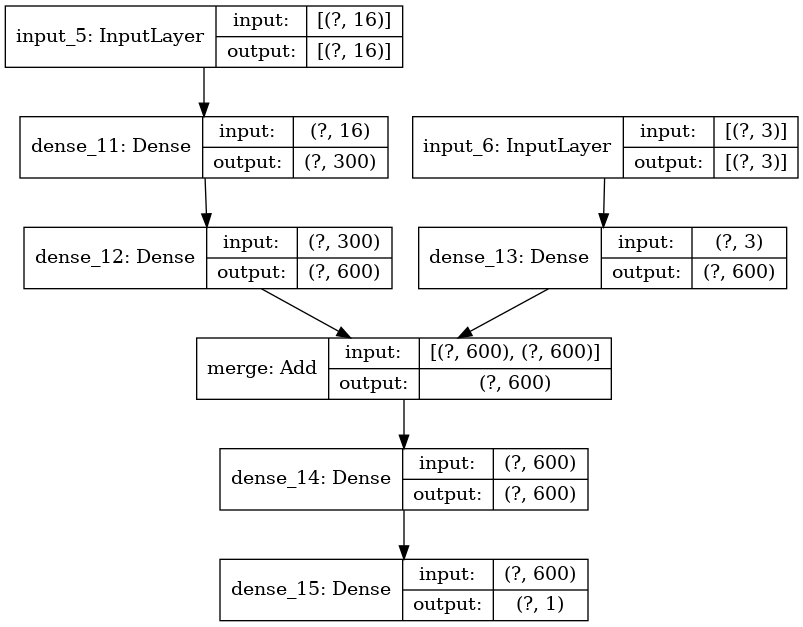 input_5: InputLayer
input: [(?, 16)]
output: [(?, 16)]
dense_11: Dense
input: (?, 16)
output: (?, 300)
input_6: InputLayer
input: [(?, 3)]
output: [(?, 3)]
dense_12: Dense
input: (?, 300)
output: (?, 600)
dense_13: Dense
input: (?, 3)
output: (?, 600)
merge: Add
input: [(?, 600), (?, 600)]
output: (?, 600)
dense_14: Dense
input: (?, 600)
output: (?, 600)
dense_15: Dense
input: (?, 600)
output: (?, 1)